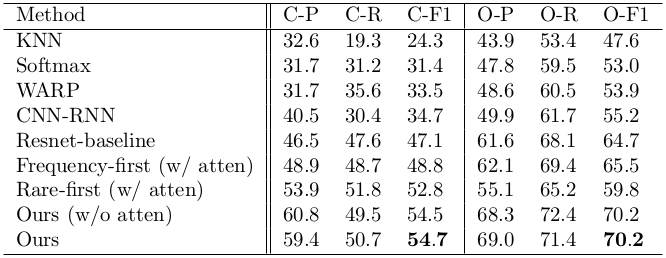 Method C-P C-R C-F1 O-P O-R O-F1
KNN 32.6 19.3 24.3 43.9 53.4 47.6
Softmax 31.7 31.2 31.4 47.8 59.5 53.0
WARP 31.7 35.6 33.5 48.6 60.5 53.9
CNN-RNN 40.5 30.4 34.7 49.9 61.7 55.2
Resnet-baseline 46.5 47.6 47.1 61.6 68.1 64.7
Frequency-first (w/ atten) 48.9 48.7 48.8 62.1 69.4 65.5
Rare-first (w/ atten) 53.9 51.8 52.8 55.1 65.2 59.8
Ours (w/o atten) 60.8 49.5 54.5 68.3 72.4 70.2
Ours 59.4 50.7 54.7 69.0 71.4 70.2